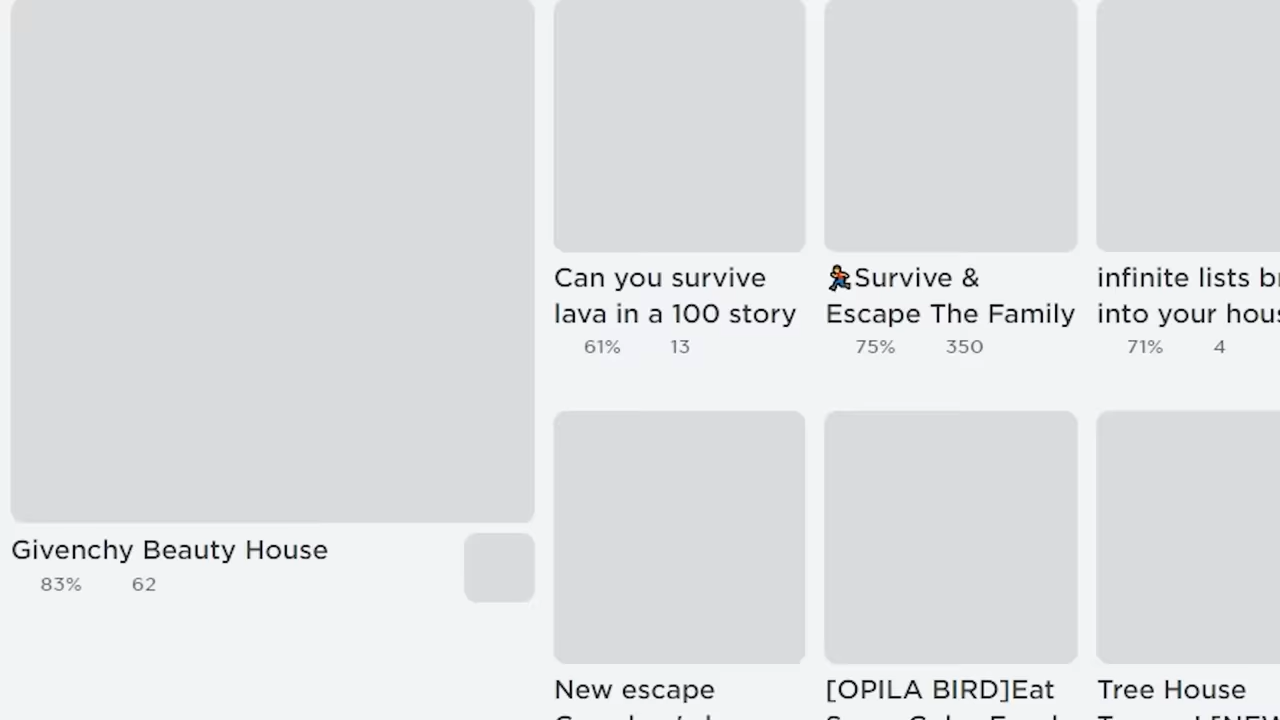 Can you survive
lava in a 100 story
61% 13
🏃Survive &
Escape The Family
75% 350
infinite lists
into your
71% 4
Givenchy Beauty House
83% 62
New escape
[OPILA BIRD]Eat
Tree House